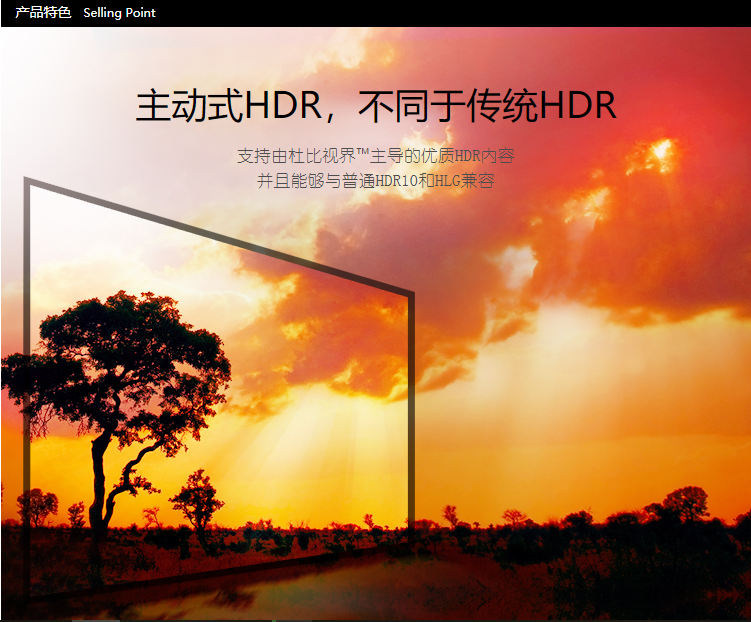 产品特色 Selling Point
主动式HDR，不同于传统HDR
支持由杜比视界™主导的优质HDR内容
并且能够与普通HDR10和HLG兼容